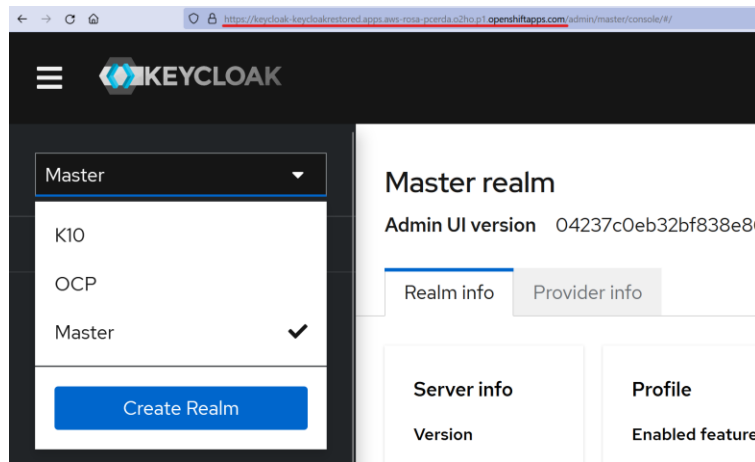 https://keycloak-keycloakrestored.apps.aws-rosa-pcerda.o2ho.p1.openshiftapps.com/admin/master/console/#/
KEYCLOAK
Master
K10
OCP
Master
Create Realm
Master realm
Admin UI version 04237c0eb32bf838e8
Realm info Provider info
Server info Profile
Version Enabled feature